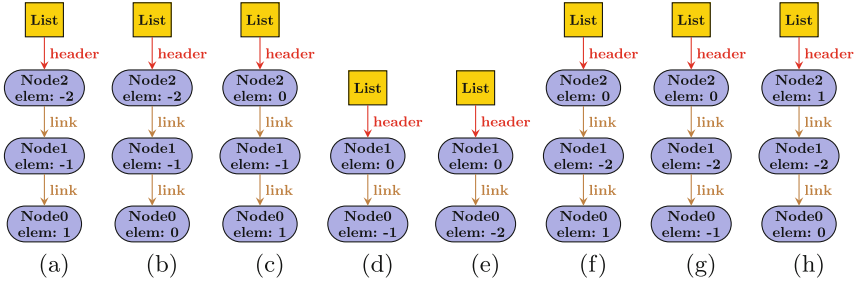 List List List List List List
header header header header header header
Node2 Node2 Node2 Node2 Node2 Node2
elem: -2 elem: -2 elem: 0 elem: 0 elem: 0 elem: 1
List List
link link link header header link link link
Node1 Node1 Node1 Node1 Node1 Node1 Node1 Node1
elem: -1 elem: -1 elem: -1 elem: 0 elem: 0 elem: -2 elem: -2 elem: -2
link link link link link link link link
Node0 Node0 Node0 Node0 Node0 Node0 Node0 Node0
elem: 1 elem: 0 elem: 1 elem: -1 elem: -2 elem: 1 elem: -1 elem: 0
(a) (b) (c) (d) (e) (f) (g) (h)